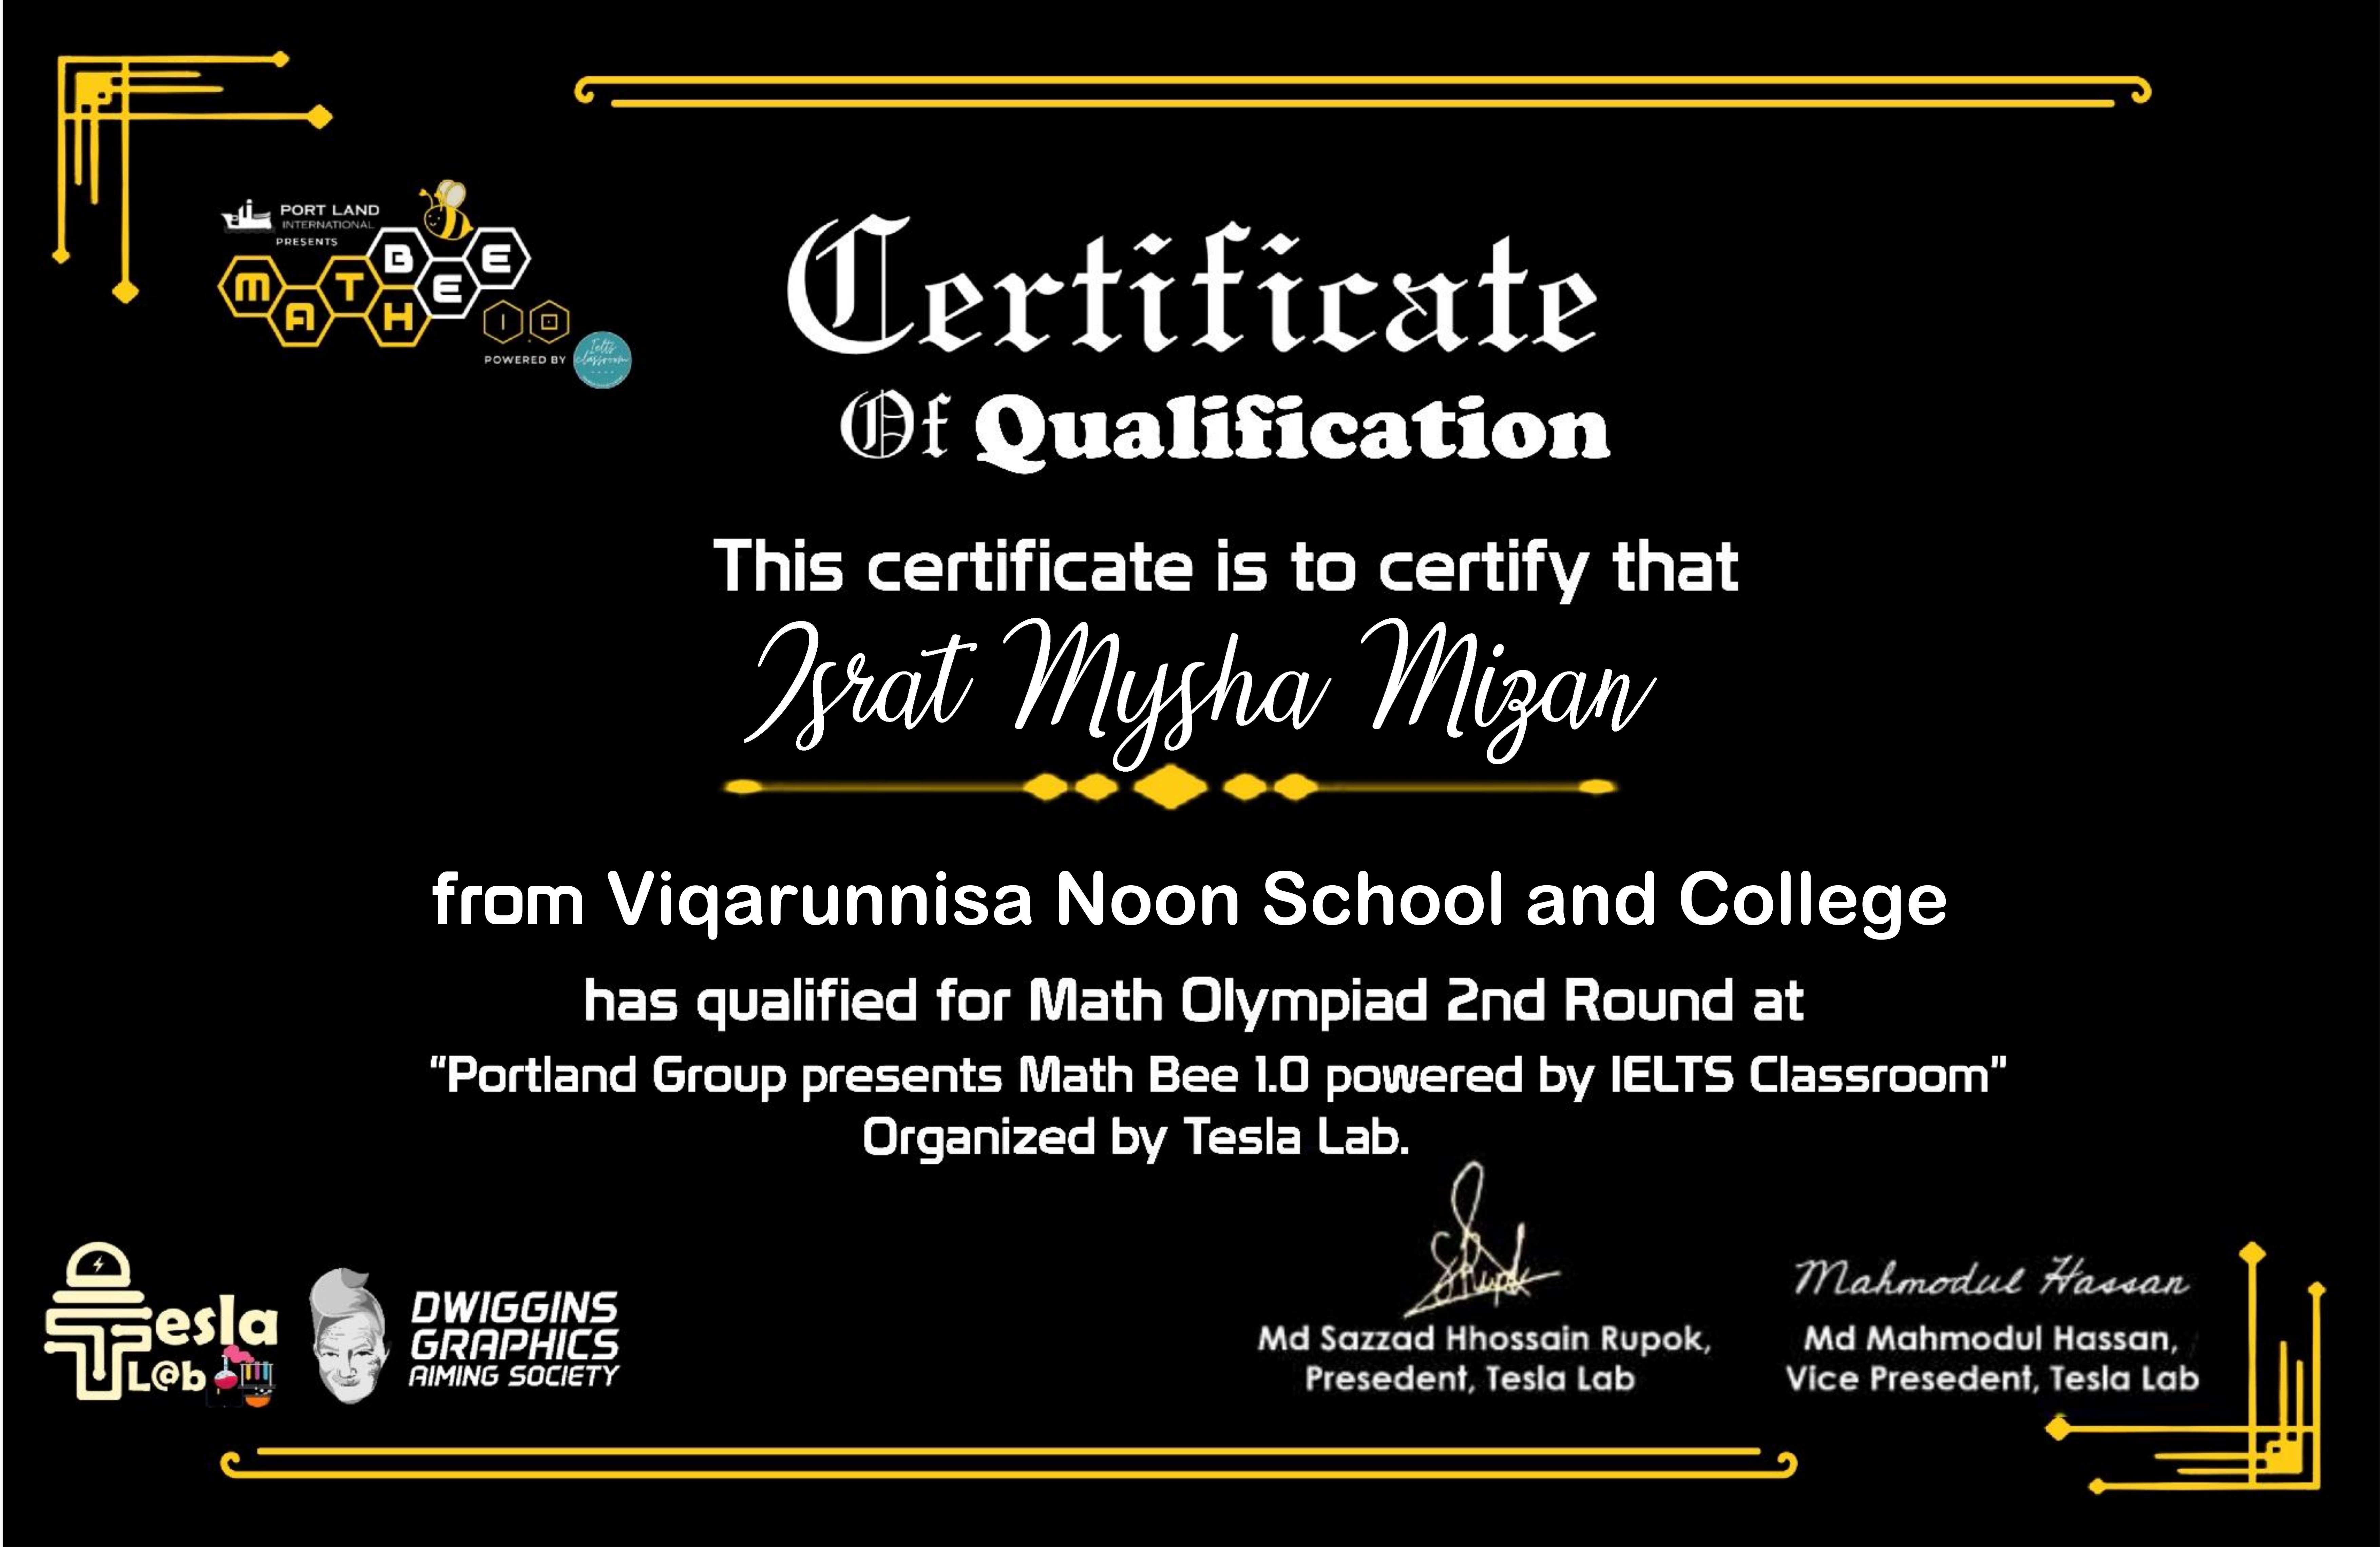 PORT LAND
INTERNATIONAL
PRESENTS
MATH BEE
1.0
POWERED BY
Ielts classroom
Certificate
Of Qualification
This certificate is to certify that
Israt Mysha Mizan
from Viqarunnisa Noon School and College
has qualified for Math Olympiad 2nd Round at
“Portland Group presents Math Bee 1.0 powered by IELTS Classroom”
Organized by Tesla Lab.
Tesla
L@b
DWIGGINS
GRAPHICS
AIMING SOCIETY
Md Sazzad Hhossain Rupok,
Presedent, Tesla Lab
Mahmodul Hassan
Md Mahmodul Hassan,
Vice Presedent, Tesla Lab